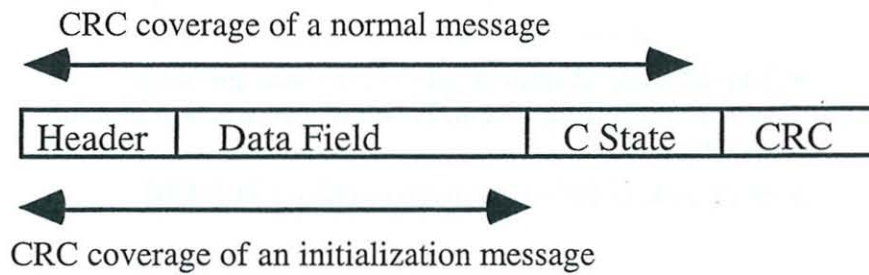 CRC coverage of a normal message
Header Data Field C State CRC
CRC coverage of an initialization message